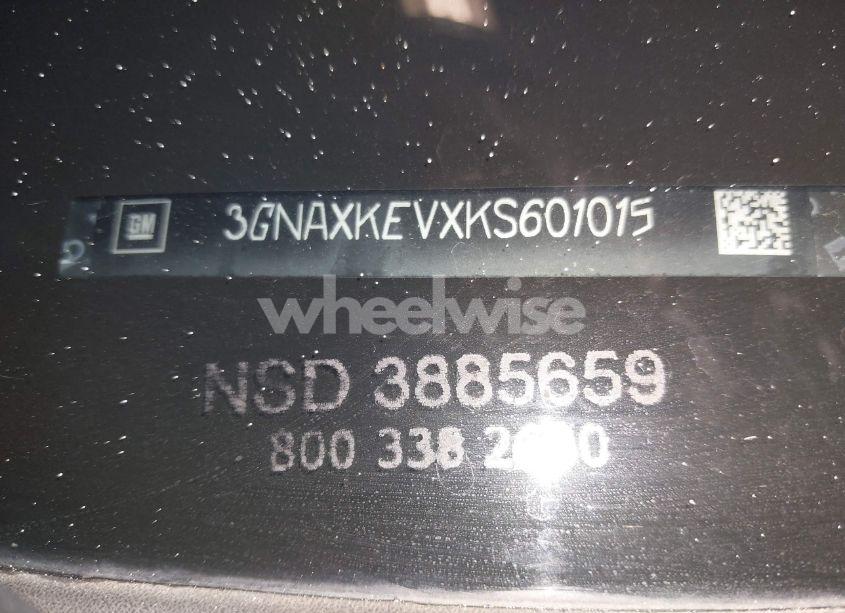 GM 3GNAXKEVXKS601015
wheelwise
NSD 3885659
800 338